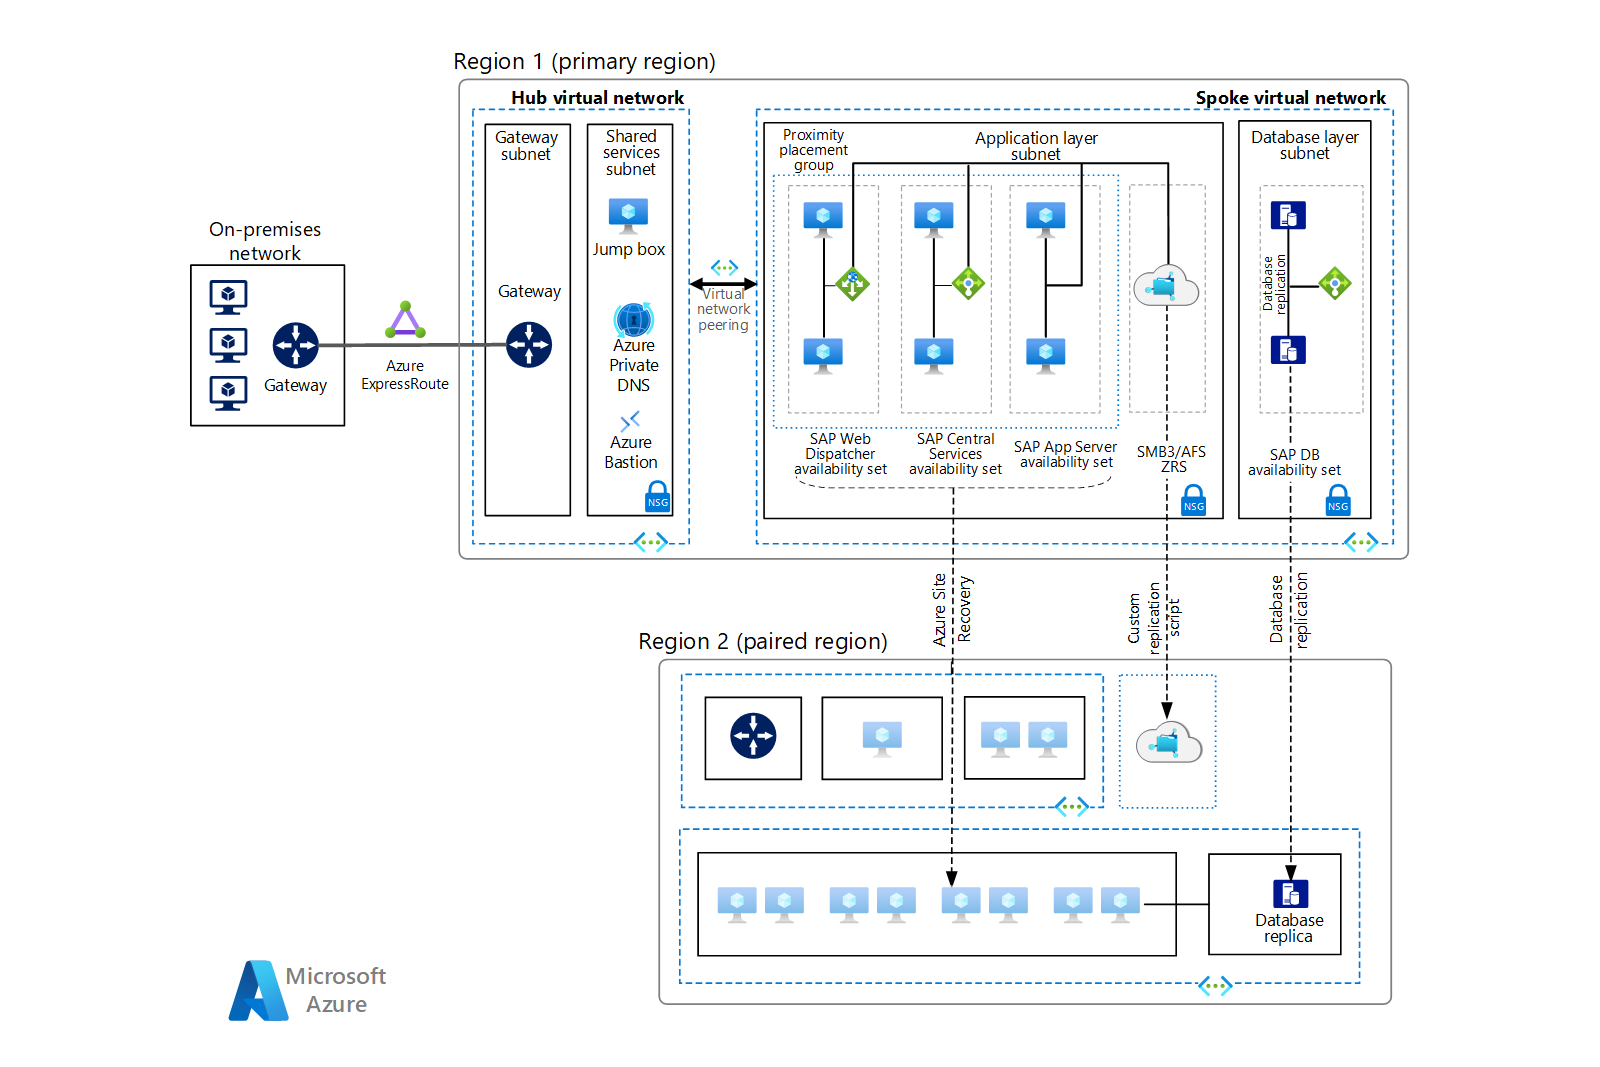 Region 1 (primary region)
Hub virtual network
Spoke virtual network
Gateway
subnet
Shared
services
subnet
Proximity
placement
group
Application layer
subnet
Database layer
subnet
On-premises
network
Jump box
Gateway
Virtual
network
peering
Database
replication
Azure
Private
DNS
Gateway
Azure
ExpressRoute
Azure
Bastion
SAP Web
Dispatcher
availability set
SAP Central
Services
availability set
SAP App Server
availability set
SMB3/AFS
ZRS
SAP DB
availability set
NSG
NSG
NSG
Azure Site
Recovery
Custom
replication
script
Database
replication
Region 2 (paired region)
Database
replica
Microsoft
Azure